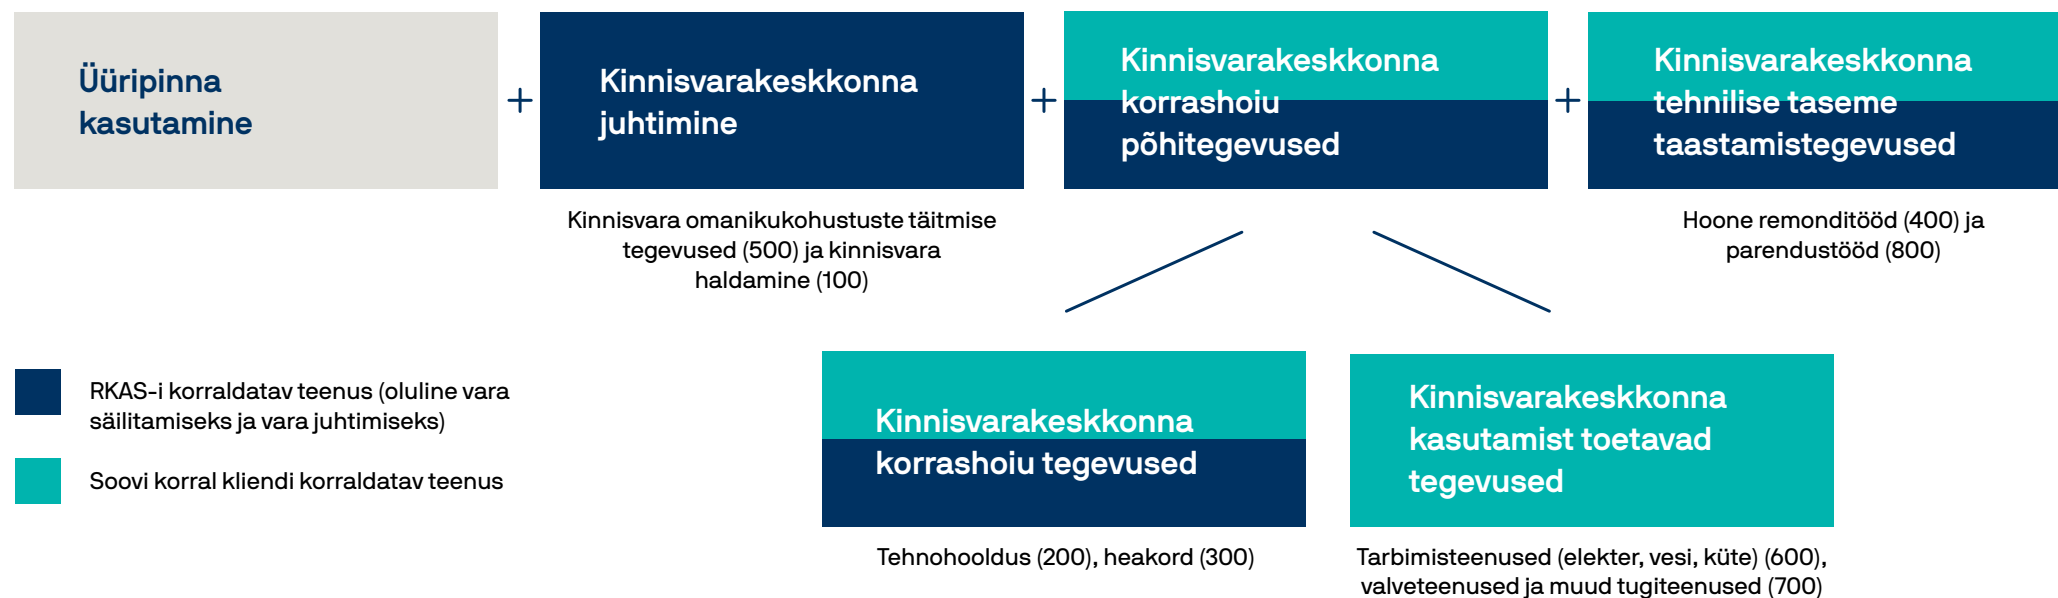 Üüripinna
kasutamine
+
Kinnisvarakeskkonna
juhtimine
+
Kinnisvarakeskkonna
korrashoiu
põhitegevused
+
Kinnisvarakeskkonna
tehnilise taseme
taastamistegevused
Kinnisvara omanikukohustuste täitmise
tegevused (500) ja kinnisvara
haldamine (100)
Hoone remonditööd (400) ja
parendustööd (800)
RKAS-i korraldatav teenus (oluline vara
säilitamiseks ja vara juhtimiseks)
Soovi korral kliendi korraldatav teenus
Kinnisvarakeskkonna
korrashoiu tegevused
Kinnisvarakeskkonna
kasutamist toetavad
tegevused
Tehnohooldus (200), heakord (300)
Tarbimisteenused (elekter, vesi, küte) (600),
valveteenused ja muud tugiteenused (700)